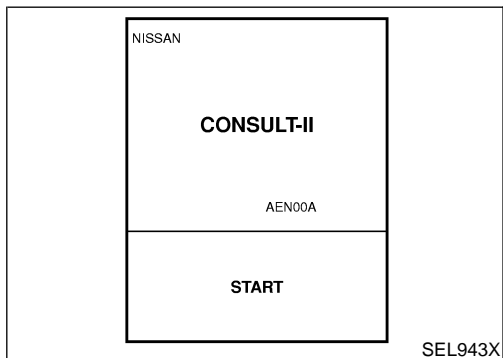 NISSAN
CONSULT-II
AEN00A
START
SEL943X